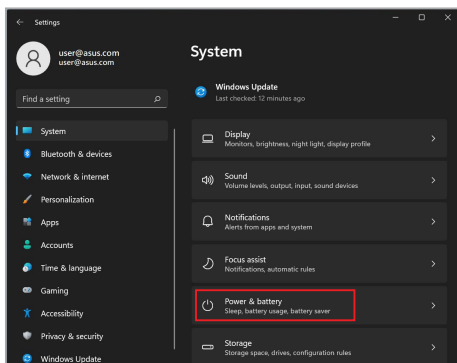 Settings
user@asus.com
user@asus.com
Find a setting
System
Bluetooth & devices
Network & internet
Personalization
Apps
Accounts
Time & language
Gaming
Accessibility
Privacy & security
Windows Update
System
Windows Update
Last checked: 12 minutes ago
Display
Monitors, brightness, night light, display profile
Sound
Volume levels, output, input, sound devices
Notifications
Alerts from apps and system
Focus assist
Notifications, automatic rules
Power & battery
Sleep, battery usage, battery saver
Storage
Storage space, drives, configuration rules